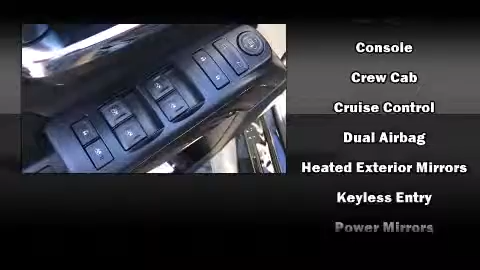 Console
Crew Cab
Cruise Control
Dual Airbag
Heated Exterior Mirrors
Keyless Entry
Power Mirrors